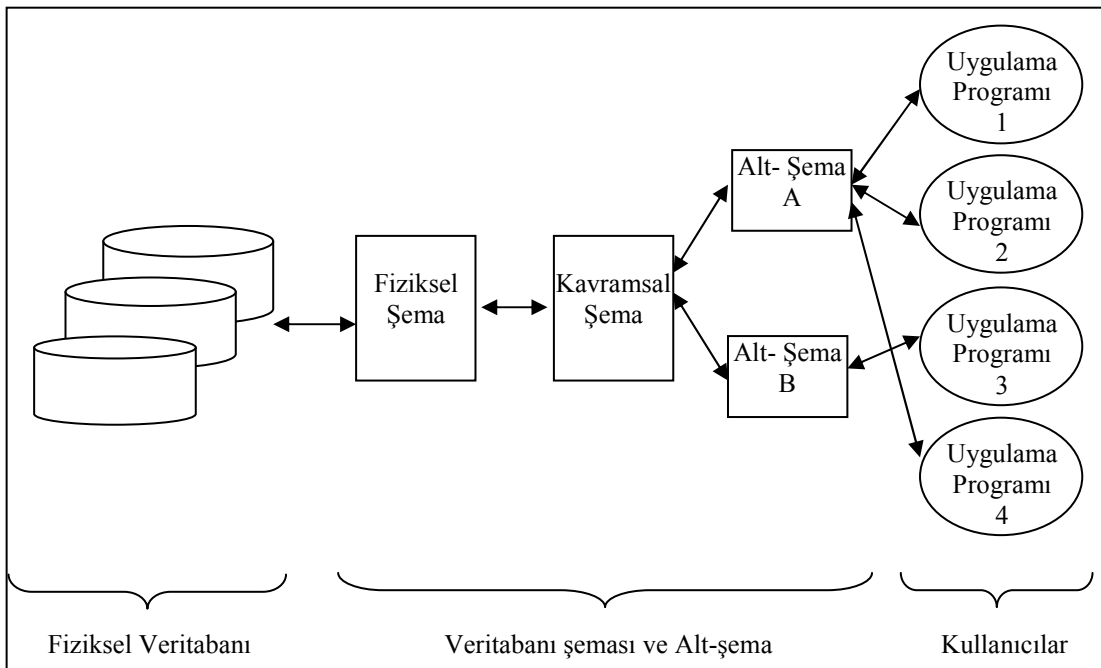 Uygulama
Programı
1
Alt- Şema
A
Uygulama
Programı
2
Fiziksel
Şema
Kavramsal
Şema
Alt- Şema
B
Uygulama
Programı
3
Uygulama
Programı
4
Fiziksel Veritabanı
Veritabanı şeması ve Alt-şema
Kullanıcılar